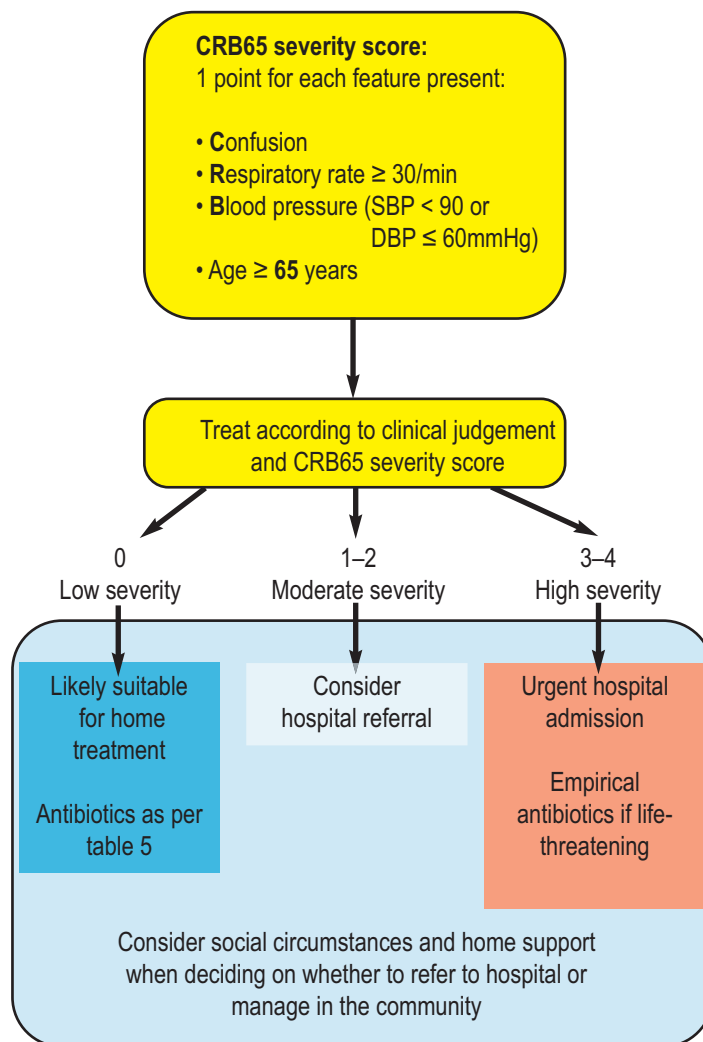 CRB65 severity score:
1 point for each feature present:
• Confusion
• Respiratory rate ≥ 30/min
• Blood pressure (SBP < 90 or
DBP ≤ 60mmHg)
• Age ≥ 65 years
Treat according to clinical judgement
and CRB65 severity score
0
Low severity
1–2
Moderate severity
3–4
High severity
Likely suitable
for home
treatment
Antibiotics as per
table 5
Consider
hospital referral
Urgent hospital
admission
Empirical
antibiotics if life-
threatening
Consider social circumstances and home support
when deciding on whether to refer to hospital or
manage in the community